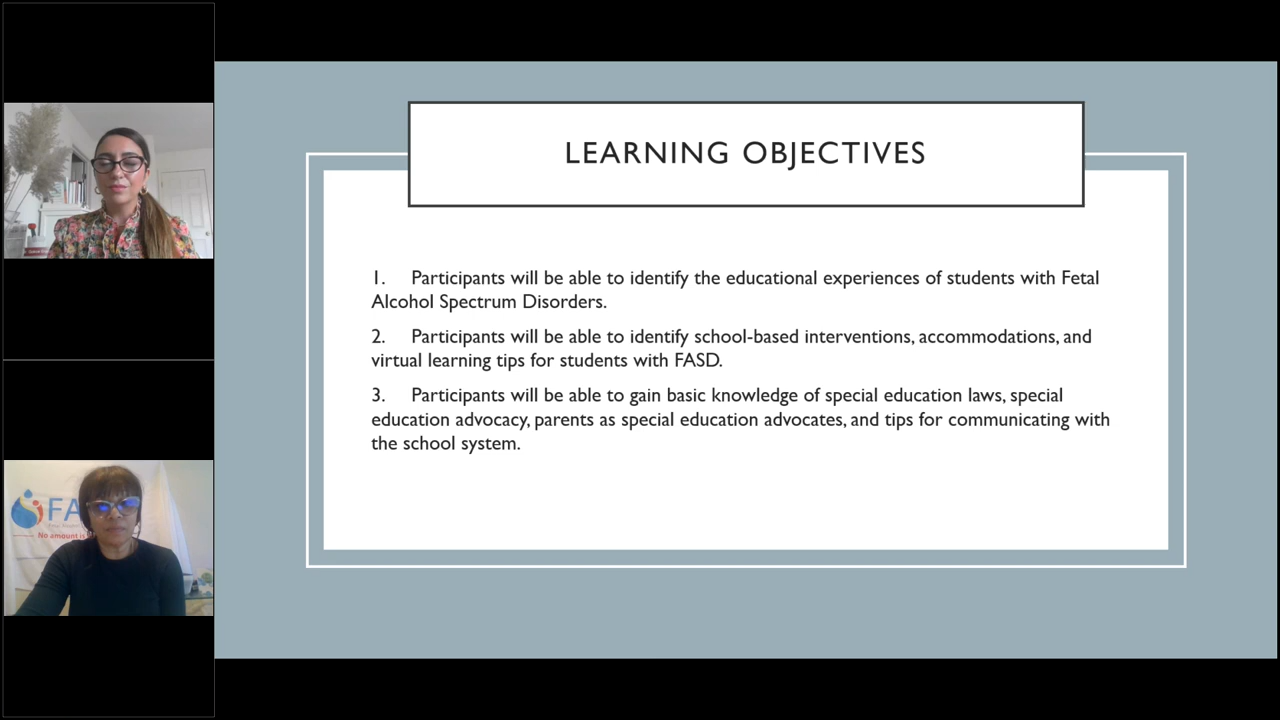 LEARNING OBJECTIVES
1. Participants will be able to identify the educational experiences of students with Fetal
Alcohol Spectrum Disorders.
2. Participants will be able to identify school-based interventions, accommodations, and
virtual learning tips for students with FASD.
3. Participants will be able to gain basic knowledge of special education laws, special
education advocacy, parents as special education advocates, and tips for communicating with
the school system.
FA
No amount is